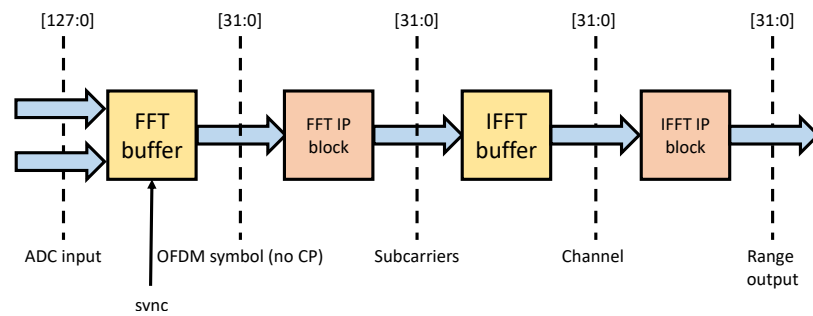 [127:0] [31:0] [31:0] [31:0] [31:0]
FFT
buffer
FFT IP
block
IFFT
buffer
IFFT IP
block
ADC input OFDM symbol (no CP) Subcarriers Channel Range
output
sync